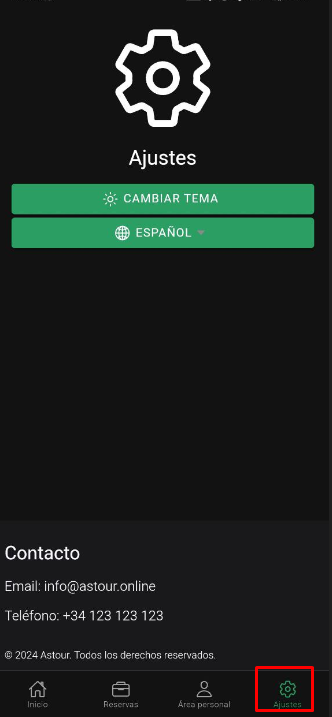 Ajustes
CAMBIAR TEMA
ESPAÑOL
Contacto
Email: info@astour.online
Teléfono: +34 123 123 123
© 2024 Astour. Todos los derechos reservados.
Inicio
Reservas
Área personal
Ajustes